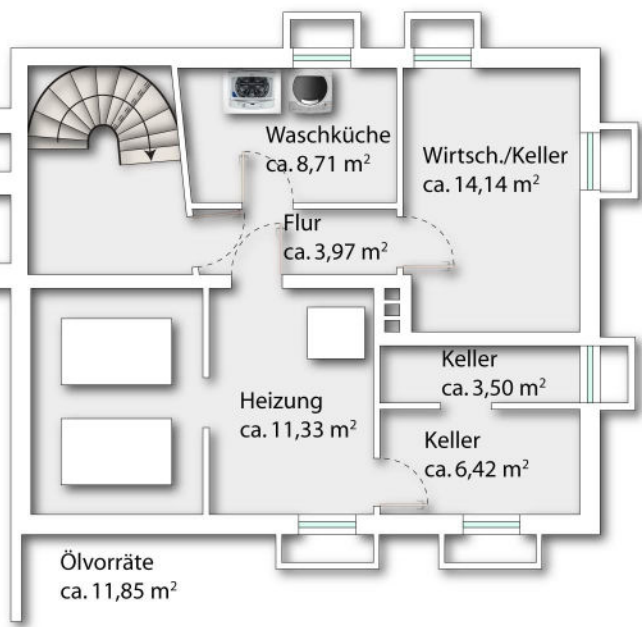 Waschküche
ca. 8,71 m²
Wirtsch./Keller
ca. 14,14 m²
Flur
ca. 3,97 m²
Keller
ca. 3,50 m²
Heizung
ca. 11,33 m²
Keller
ca. 6,42 m²
Ölvorräte
ca. 11,85 m²